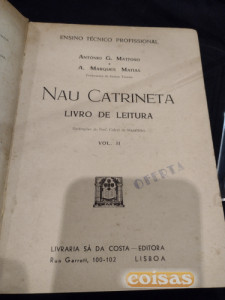 ENSINO TÉCNICO PROFISSIONAL
ANTÓNIO G. MATTOSO
E
A. MARQUES MATIAS
NAU CATRINETA
LIVRO DE LEITURA
VOL. II
OFERTA
LIVRARIA SÁ DA COSTA—EDITORA
Rua Garrett, 100-102 LISBOA
coisas